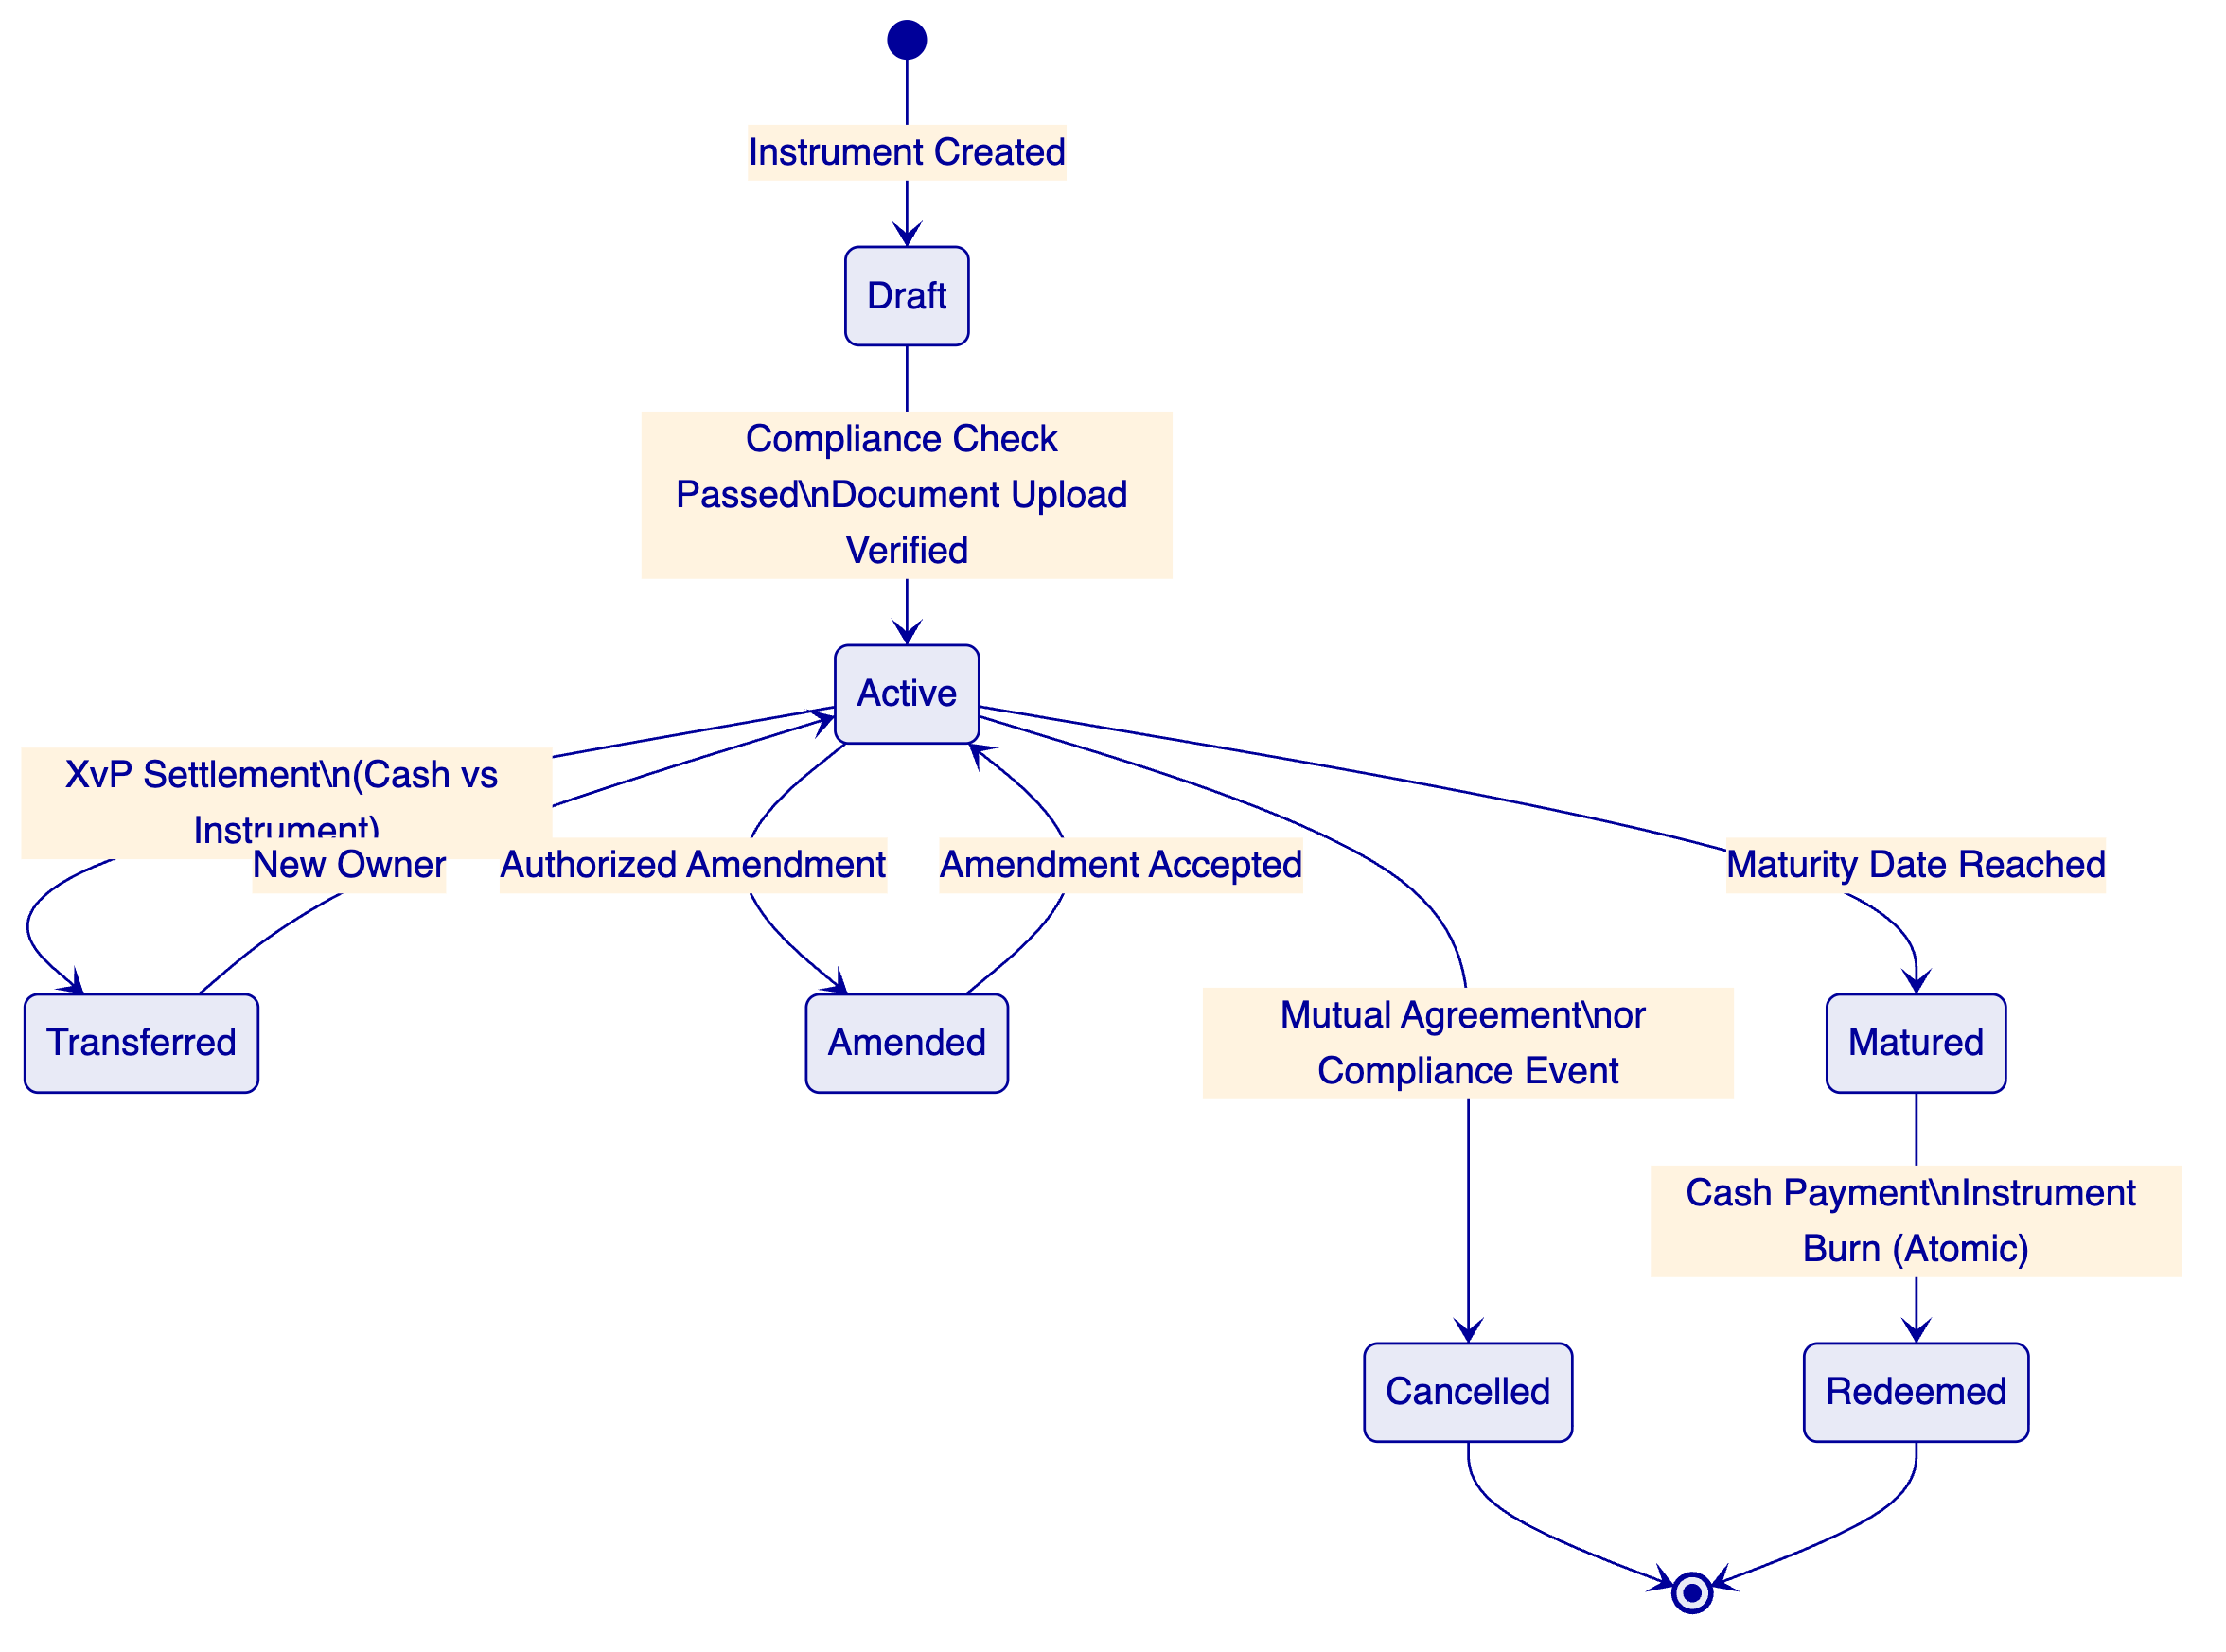 Instrument Created
Draft
Compliance Check
Passed\nDocument Upload
Verified
Active
XvP Settlement\n(Cash vs
Instrument)
New Owner
Authorized Amendment
Amendment Accepted
Maturity Date Reached
Transferred
Amended
Mutual Agreement\nor
Compliance Event
Matured
Cash Payment\nInstrument
Burn (Atomic)
Cancelled
Redeemed